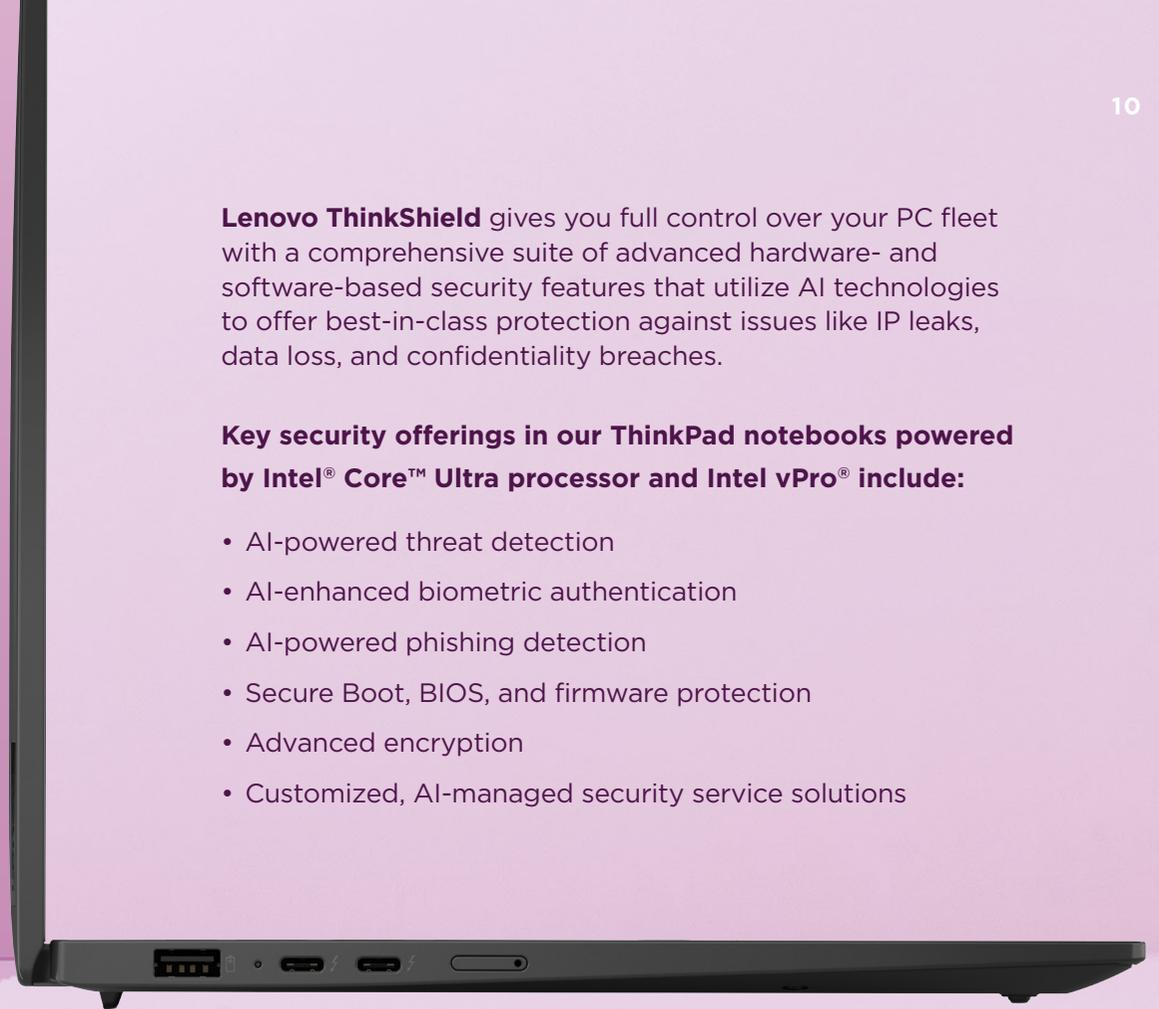 10
Lenovo ThinkShield gives you full control over your PC fleet
with a comprehensive suite of advanced hardware- and
software-based security features that utilize AI technologies
to offer best-in-class protection against issues like IP leaks,
data loss, and confidentiality breaches.
Key security offerings in our ThinkPad notebooks powered
by Intel® Core™ Ultra processor and Intel vPro® include:
• AI-powered threat detection
• AI-enhanced biometric authentication
• AI-powered phishing detection
• Secure Boot, BIOS, and firmware protection
• Advanced encryption
• Customized, AI-managed security service solutions